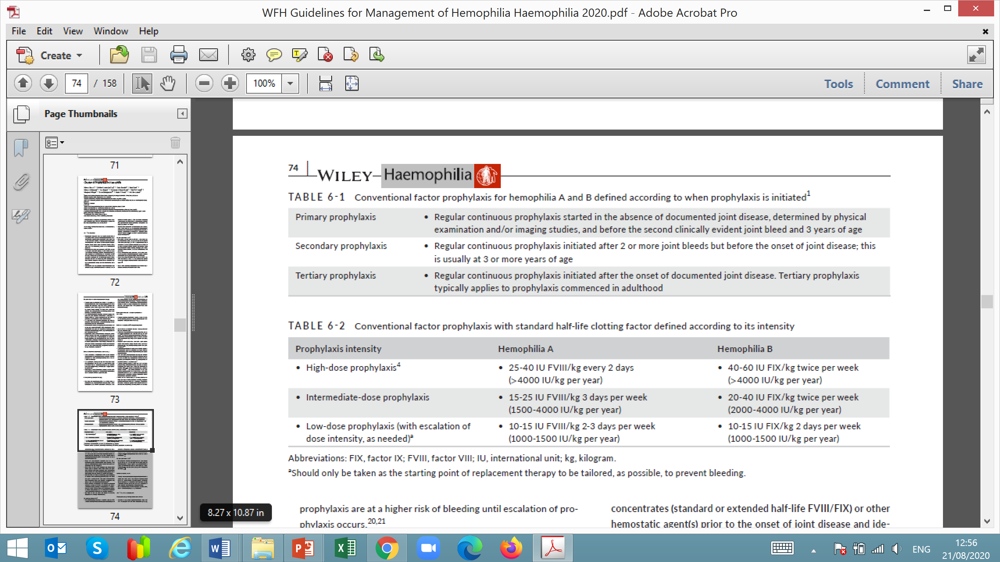 WFH Guidelines for Management of Hemophilia Haemophilia 2020.pdf - Adobe Acrobat Pro
File Edit View Window Help
Create
74 / 158
100%
Tools Comment Share
Page Thumbnails
71
72
73
74
8.27 x 10.87 in
74
WILEY
Haemophilia
TABLE 6-1 Conventional factor prophylaxis for hemophilia A and B defined according to when prophylaxis is initiated1
Primary prophylaxis
• Regular continuous prophylaxis started in the absence of documented joint disease, determined by physical
examination and/or imaging studies, and before the second clinically evident joint bleed and 3 years of age
Secondary prophylaxis
• Regular continuous prophylaxis initiated after 2 or more joint bleeds but before the onset of joint disease; this
is usually at 3 or more years of age
Tertiary prophylaxis
• Regular continuous prophylaxis initiated after the onset of documented joint disease. Tertiary prophylaxis
typically applies to prophylaxis commenced in adulthood
TABLE 6-2 Conventional factor prophylaxis with standard half-life clotting factor defined according to its intensity
Prophylaxis intensity Hemophilia A Hemophilia B
• High-dose prophylaxis4
• 25-40 IU FVIII/kg every 2 days
(>4000 IU/kg per year)
• 40-60 IU FIX/kg twice per week
(>4000 IU/kg per year)
• Intermediate-dose prophylaxis
• 15-25 IU FVIII/kg 3 days per week
(1500-4000 IU/kg per year)
• 20-40 IU FIX/kg twice per week
(2000-4000 IU/kg per year)
• Low-dose prophylaxis (with escalation of
dose intensity, as needed)a
• 10-15 IU FVIII/kg 2-3 days per week
(1000-1500 IU/kg per year)
• 10-15 IU FIX/kg 2 days per week
(1000-1500 IU/kg per year)
Abbreviations: FIX, factor IX; FVIII, factor VIII; IU, international unit; kg, kilogram.
aShould only be taken as the starting point of replacement therapy to be tailored, as possible, to prevent bleeding.
prophylaxis are at a higher risk of bleeding until escalation of pro-
phylaxis occurs.20,21
concentrates (standard or extended half-life FVIII/FIX) or other
hemostatic agent(s) prior to the onset of joint disease and ide-
ENG
12:56
21/08/2020